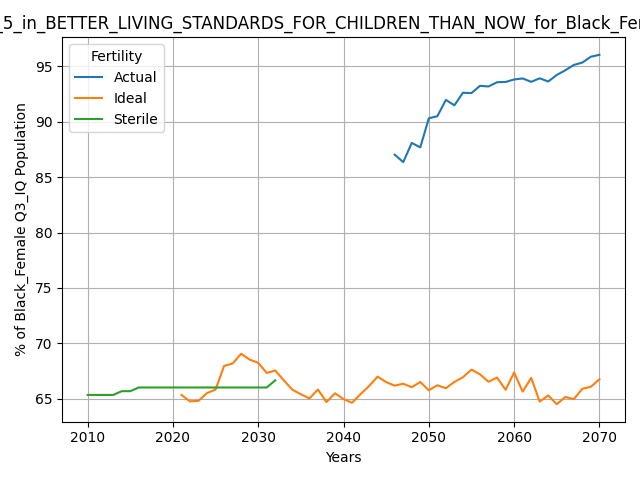 _5_in_BETTER_LIVING_STANDARDS_FOR_CHILDREN_THAN_NOW_for_Black_Fe
Fertility
Actual
Ideal
Sterile
% of Black_Female Q3_IQ Population
95
90
85
80
75
70
65
2010 2020 2030 2040 2050 2060 2070
Years